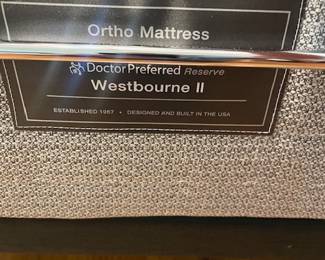 Ortho Mattress
DoctorPreferred Reserve
Westbourne II
ESTABLISHED 1957 • DESIGNED AND BUILT IN THE USA